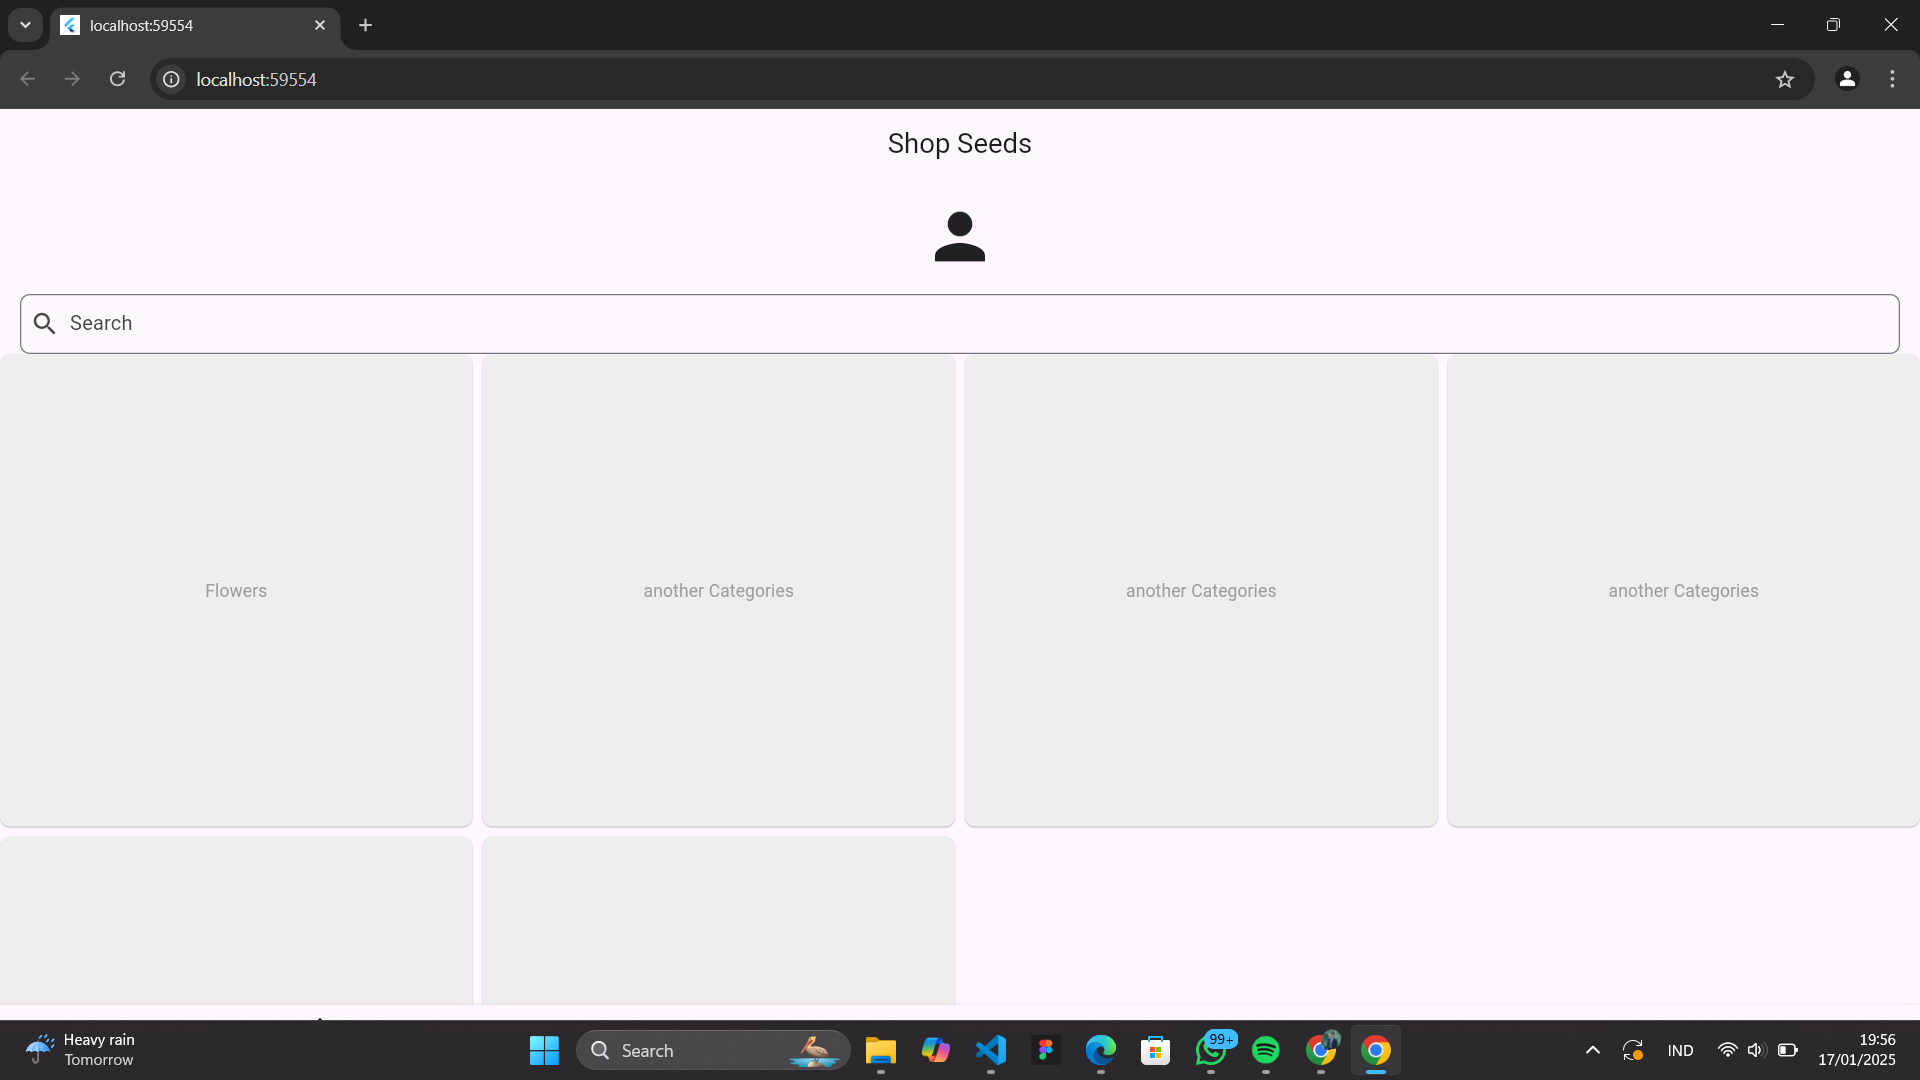 localhost:59554
localhost:59554
Shop Seeds
Search
Flowers
another Categories
another Categories
another Categories
Heavy rain
Tomorrow
Search
99+
IND
19:56
17/01/2025